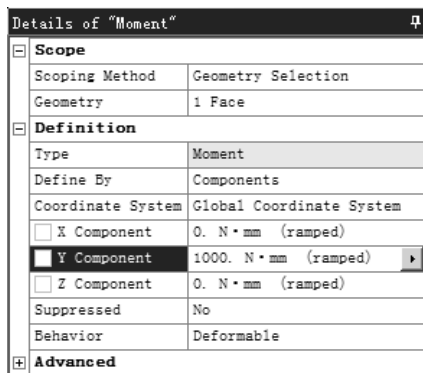 Details of "Moment"
Scope
Scoping Method Geometry Selection
Geometry 1 Face
Definition
Type Moment
Define By Components
Coordinate System Global Coordinate System
X Component 0. N·mm (ramped)
Y Component 1000. N·mm (ramped)
Z Component 0. N·mm (ramped)
Suppressed No
Behavior Deformable
Advanced